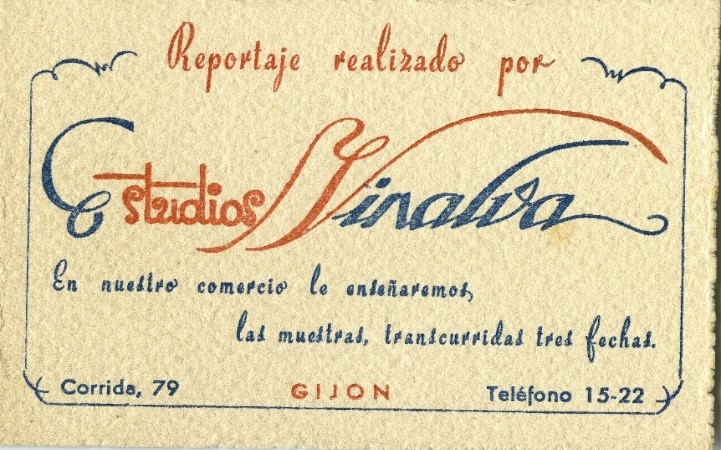 Reportaje realizado por
Estudios Vinalva
En nuestro comercio le enseñaremos,
las muestras, transcurridas tres fechas.
Corrida, 79 GIJON Teléfono 15-22